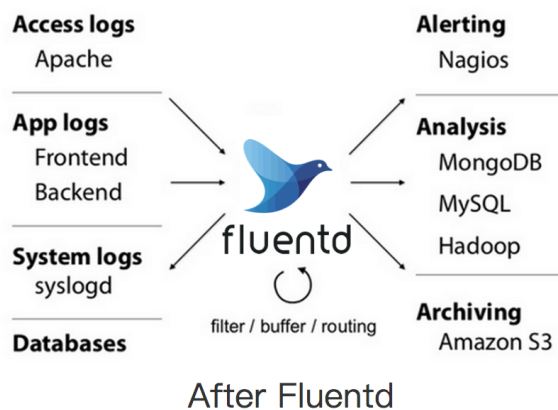 Access logs
Apache
App logs
Frontend
Backend
System logs
syslogd
Databases
fluentd
filter / buffer / routing
Alerting
Nagios
Analysis
MongoDB
MySQL
Hadoop
Archiving
Amazon S3
After Fluentd